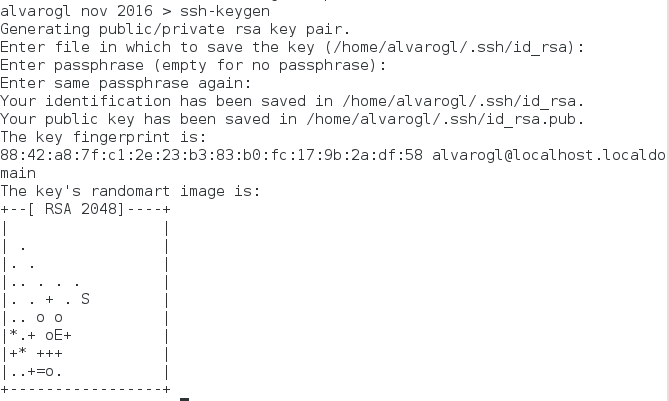 alvarogl nov 2016 > ssh-keygen
Generating public/private rsa key pair.
Enter file in which to save the key (/home/alvarogl/.ssh/id_rsa):
Enter passphrase (empty for no passphrase):
Enter same passphrase again:
Your identification has been saved in /home/alvarogl/.ssh/id_rsa.
Your public key has been saved in /home/alvarogl/.ssh/id_rsa.pub.
The key fingerprint is:
88:42:a8:7f:c1:2e:23:b3:83:b0:fc:17:9b:2a:df:58 alvarogl@localhost.localdo
main
The key's randomart image is:
+--[ RSA 2048]----+
|                 |
| .               |
|. .              |
|.. . . .         |
|. . + . S        |
|.. o o           |
|*.+ oE+          |
|+* +++           |
|..+=o.           |
+-----------------+